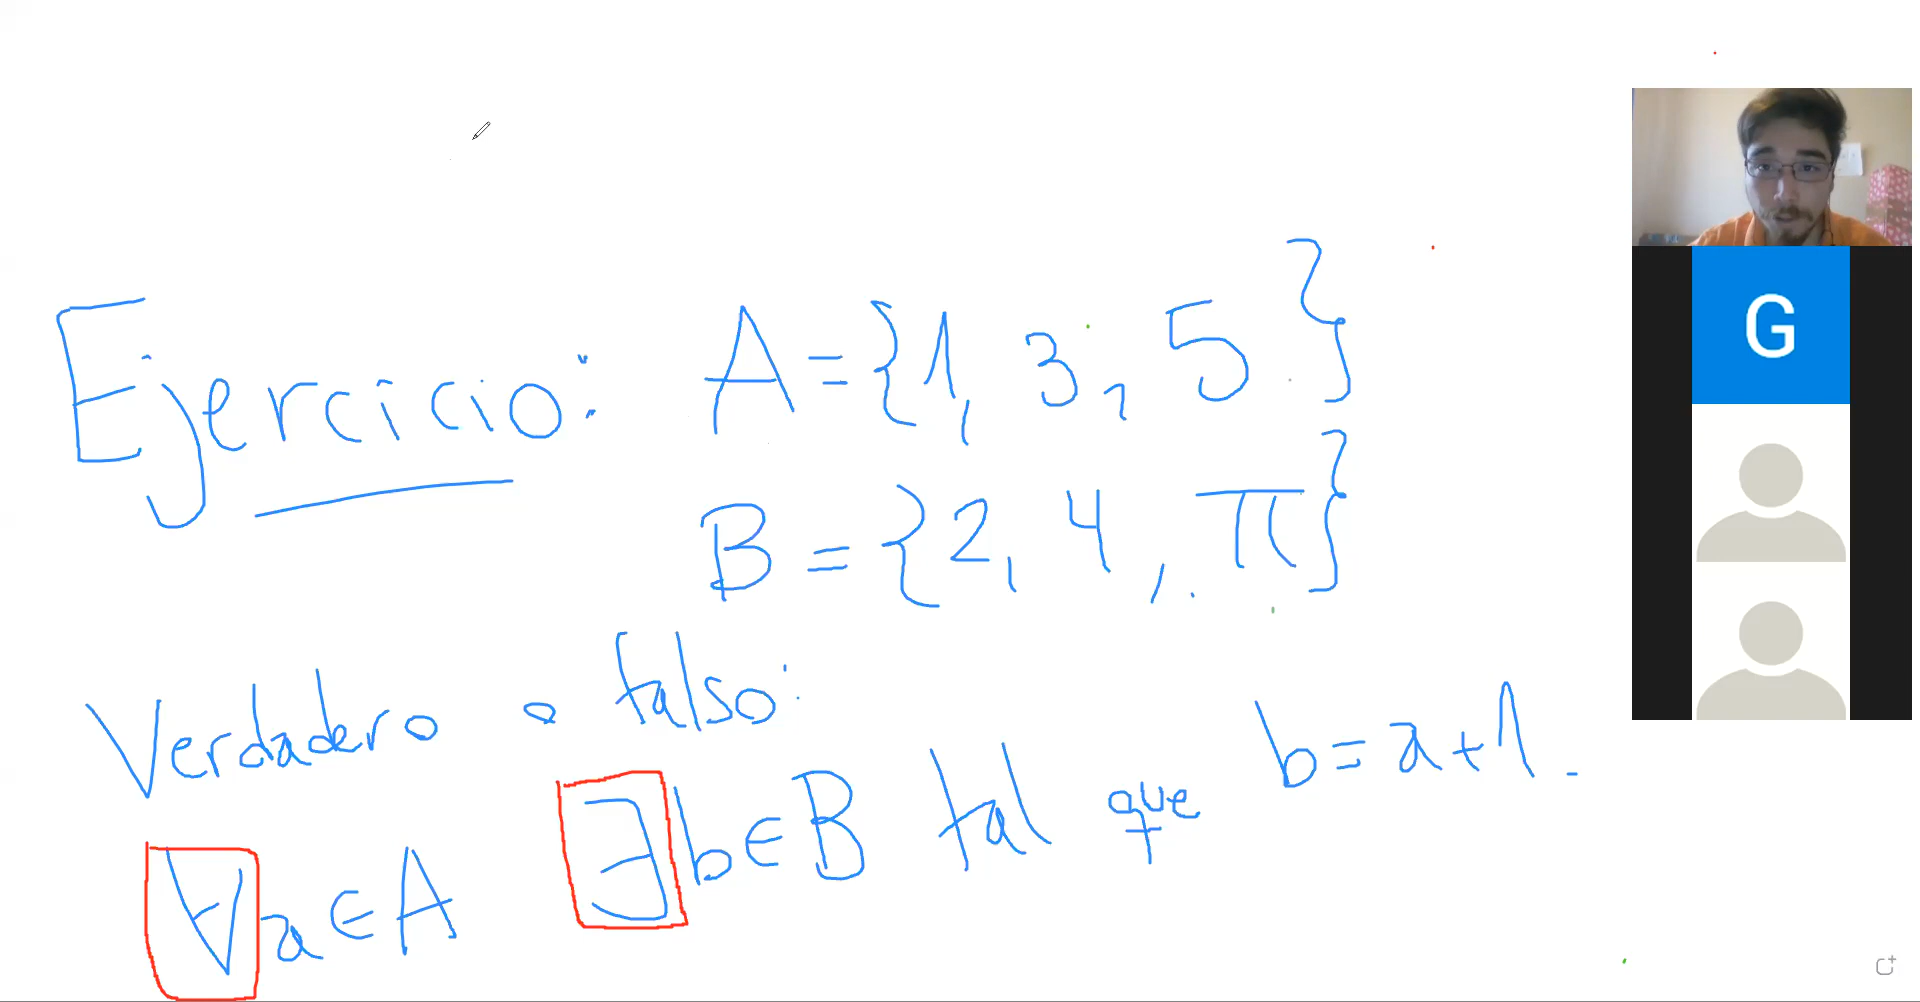 Ejercicio: A = {1, 3, 5}
B = {2, 4, π}
Verdadero o falso:
∀a∈A ∃b∈B tal que b=a+1.
G